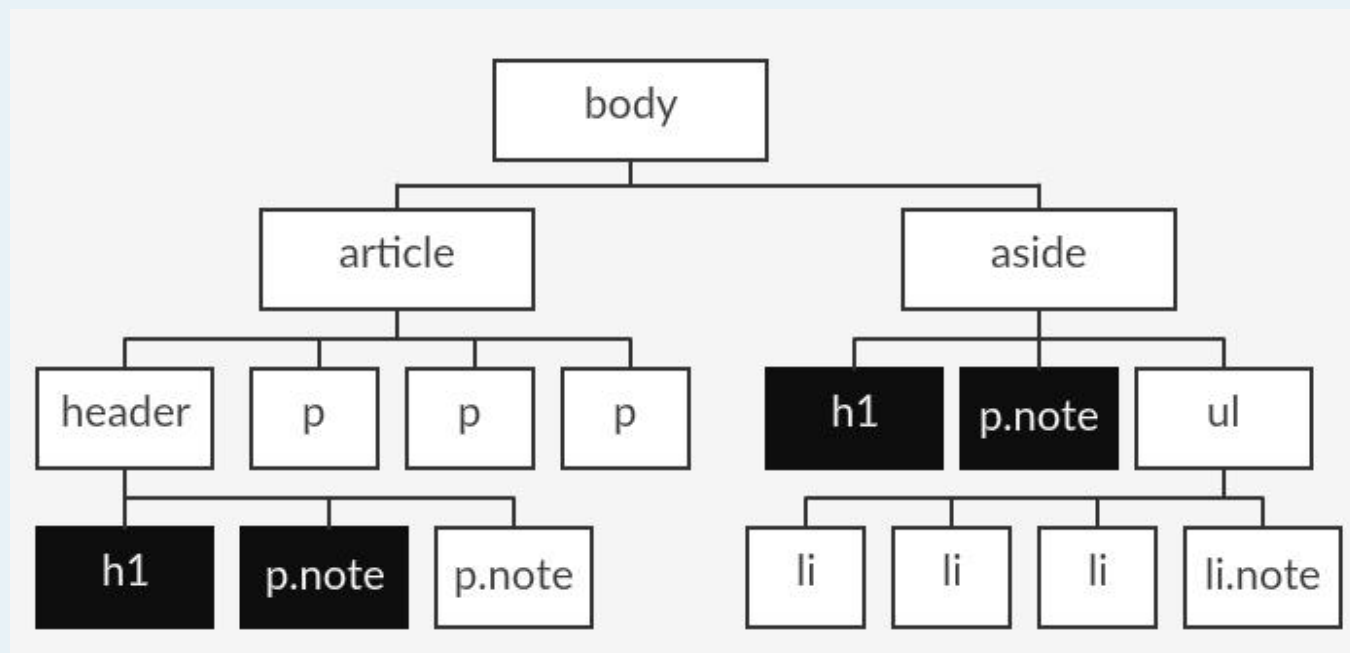 body
article
aside
header
p
p
p
h1
p.note
ul
h1
p.note
p.note
li
li
li
li.note